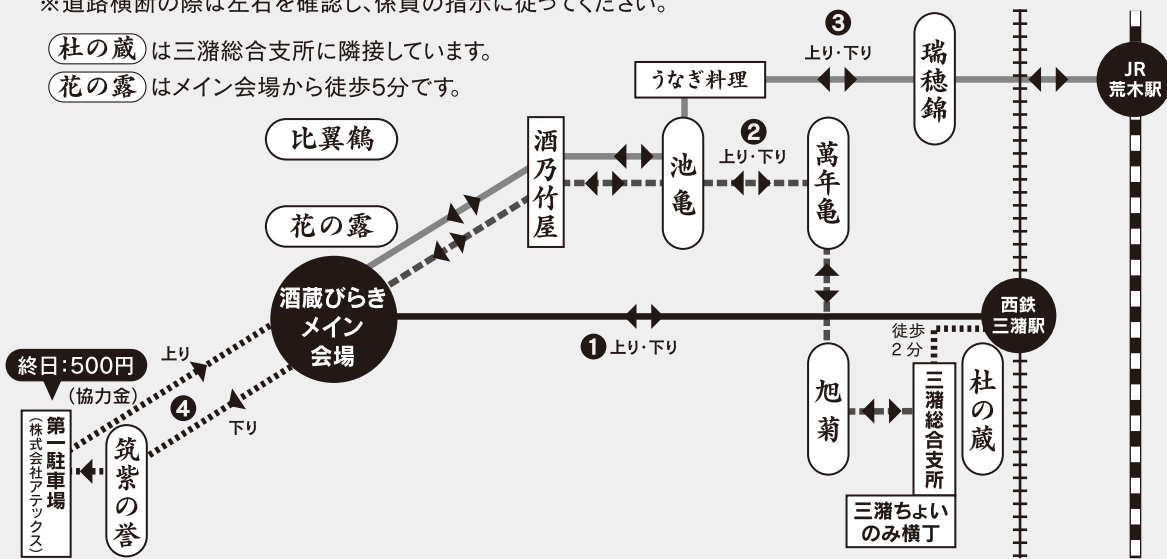 ※道路横断の際は左右を確認し、係員の指示に従ってください。
杜の蔵は三潴総合支所に隣接しています。
花の露はメイン会場から徒歩5分です。
❸
上り・下り
瑞穂錦
JR
荒木駅
うなぎ料理
比翼鶴
酒乃竹屋
池亀
❷
上り・下り
萬年亀
花の露
酒蔵びらき
メイン
会場
西鉄
三潴駅
❶上り・下り
徒歩
2分
終日:500円
(協力金)
上り
❹
下り
第一駐車場
(株式会社アテックス)
筑紫の誉
旭菊
三潴総合支所
杜の蔵
三潴ちょい
のみ横丁